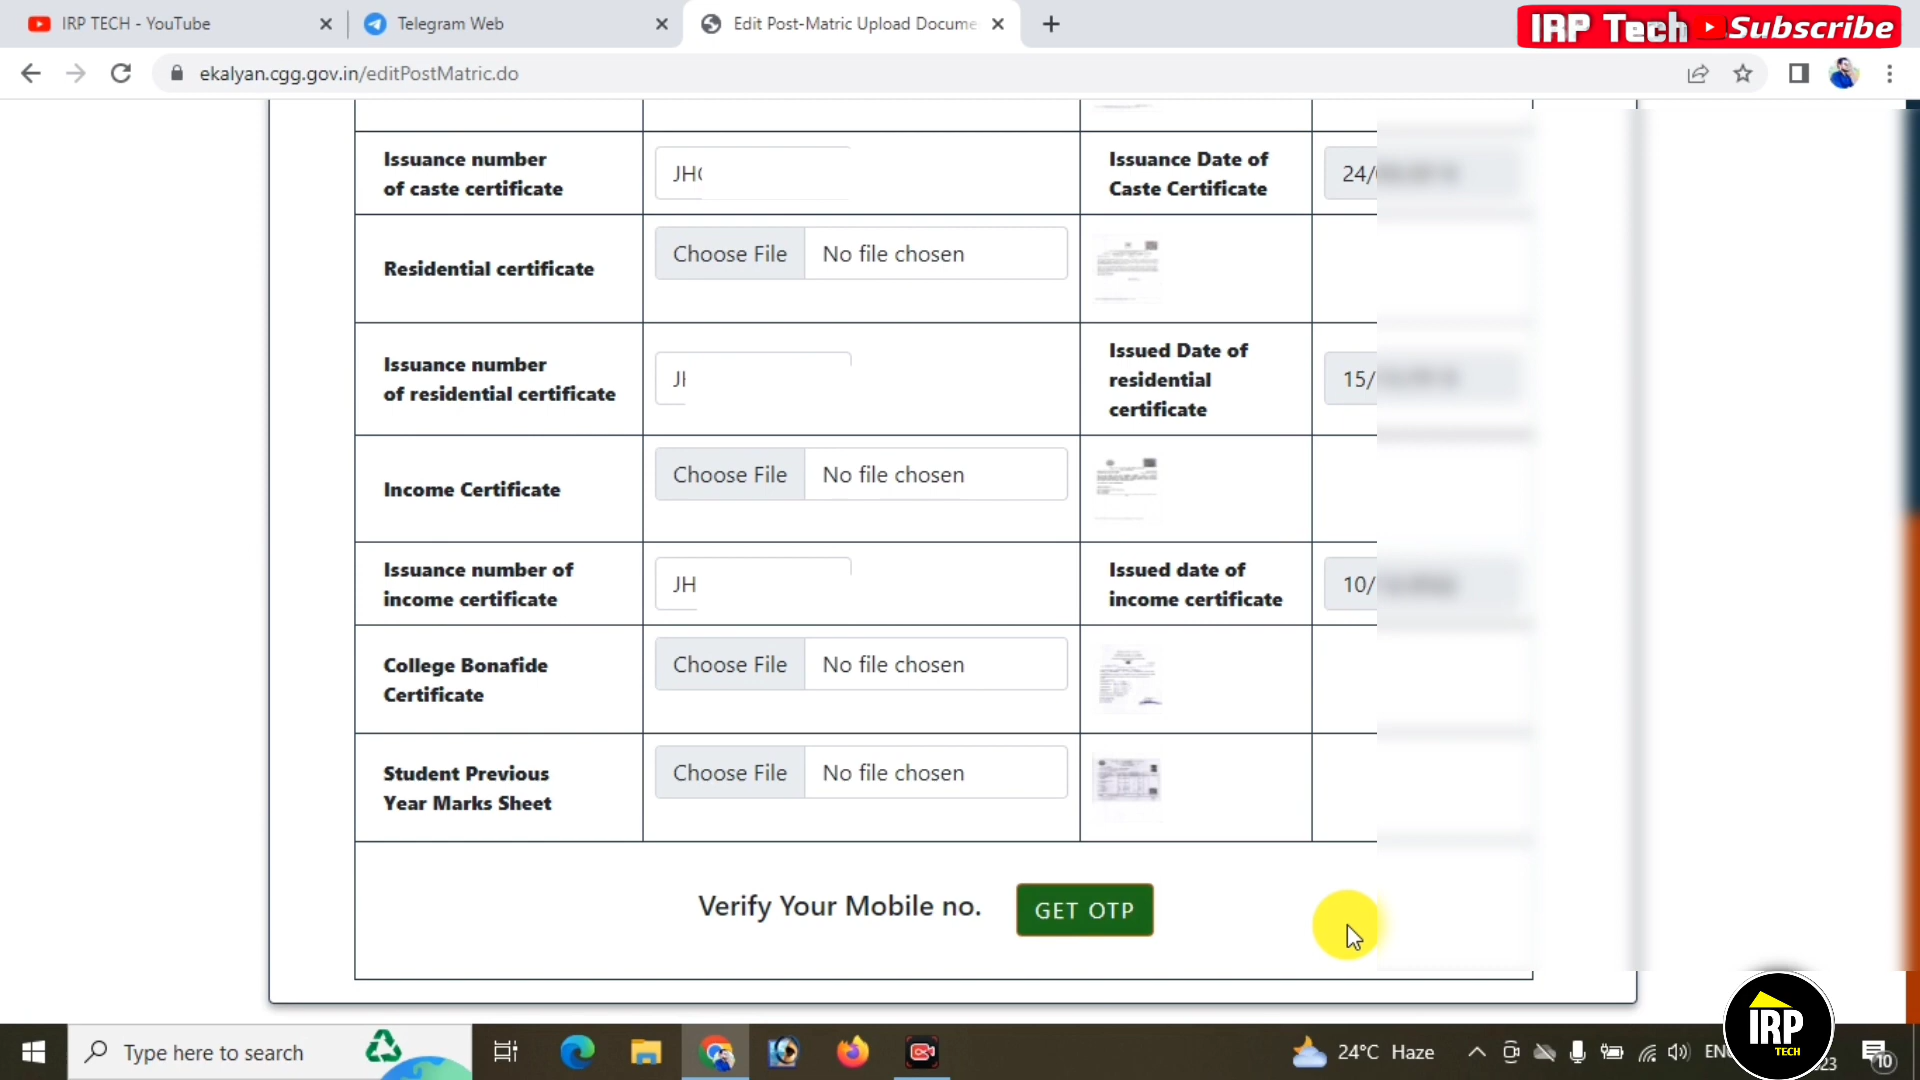 IRP TECH - YouTube
Telegram Web
Edit Post-Matric Upload Docume
IRP Tech Subscribe
ekalyan.cgg.gov.in/editPostMatric.do
Issuance number
of caste certificate
JH
Issuance Date of
Caste Certificate
24/
Residential certificate
Choose File No file chosen
Issuance number
of residential certificate
Issued Date of
residential
certificate
15/
Income Certificate
Choose File No file chosen
Issuance number of
income certificate
JH
Issued date of
income certificate
10/
College Bonafide
Certificate
Choose File No file chosen
Student Previous
Year Marks Sheet
Choose File No file chosen
Verify Your Mobile no.
GET OTP
Type here to search
24°C Haze
EN
23
10
IRP
TECH